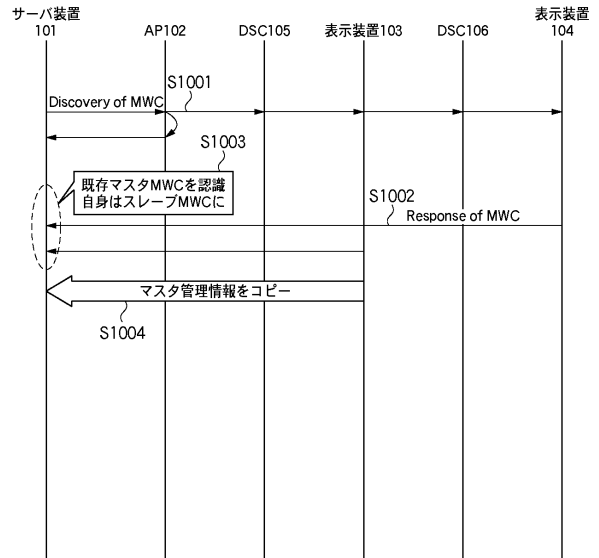 サーバ装置
101
AP102
DSC105
表示装置103
DSC106
表示装置
104
S1001
Discovery of MWC
S1003
既存マスタMWCを認識
自身はスレーブMWCに
S1002
Response of MWC
マスタ管理情報をコピー
S1004